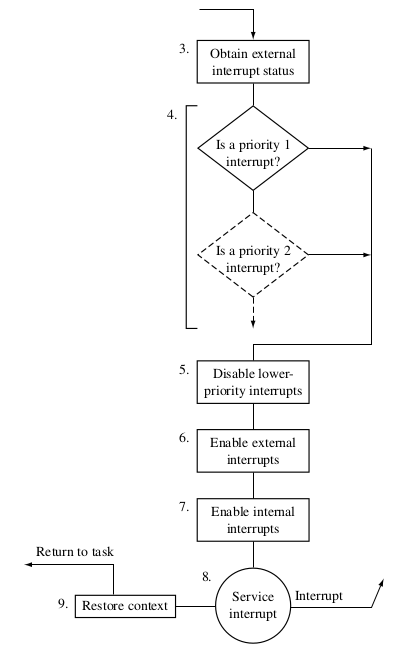 3.
Obtain external
interrupt status
4.
Is a priority 1
interrupt?
Is a priority 2
interrupt?
5.
Disable lower-
priority interrupts
6.
Enable external
interrupts
7.
Enable internal
interrupts
Return to task
8.
Service
interrupt
Interrupt
9.
Restore context